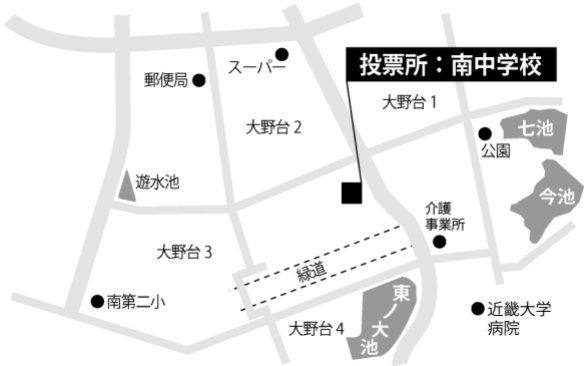 投票所：南中学校
スーパー
郵便局
大野台1
大野台2
七池
公園
遊水池
今池
介護
事業所
大野台3
緑道
南第二小
東ノ大池
大野台4
近畿大学
病院